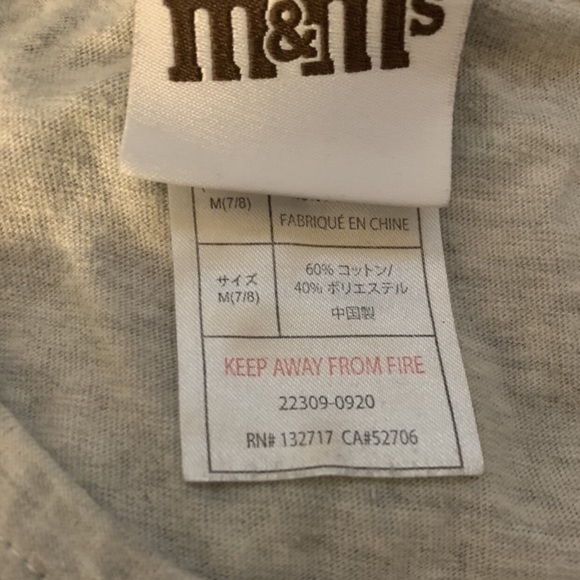 m&m's
M(7/8)
FABRIQUÉ EN CHINE
サイズ
M(7/8)
60% コットン/
40% ポリエステル
中国製
KEEP AWAY FROM FIRE
22309-0920
RN# 132717 CA#52706